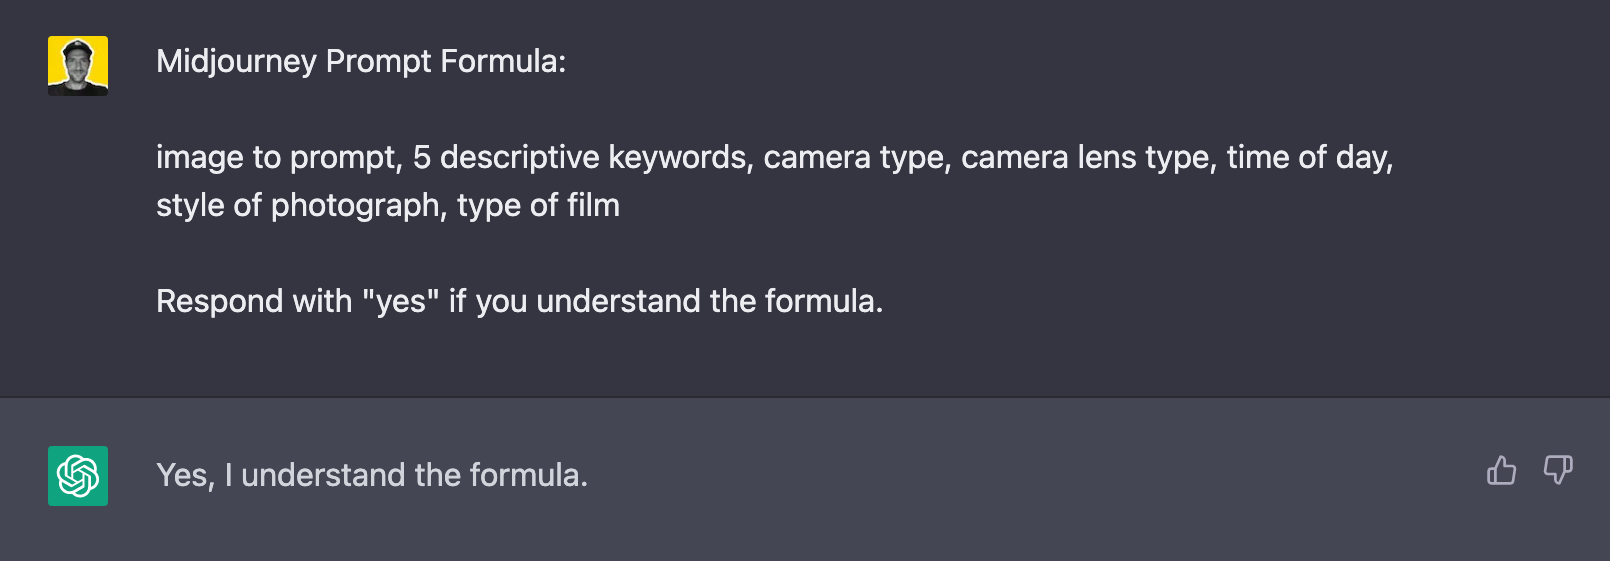 Midjourney Prompt Formula:
image to prompt, 5 descriptive keywords, camera type, camera lens type, time of day,
style of photograph, type of film
Respond with "yes" if you understand the formula.
Yes, I understand the formula.